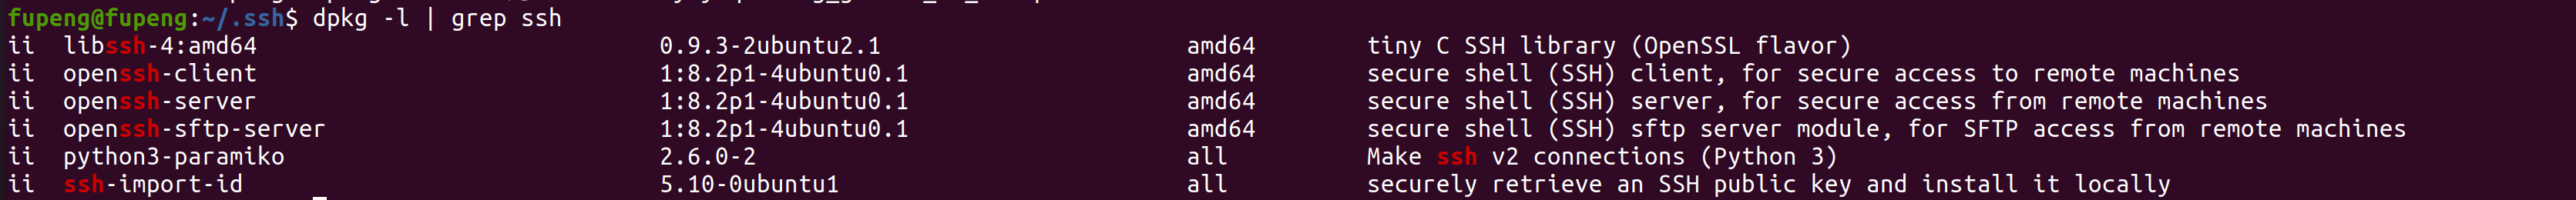 fupeng@fupeng:~/.ssh$ dpkg -l | grep ssh
ii  libssh-4:amd64                             0.9.3-2ubuntu2.1                      amd64        tiny C SSH library (OpenSSL flavor)
ii  openssh-client                             1:8.2p1-4ubuntu0.1                    amd64        secure shell (SSH) client, for secure access to remote machines
ii  openssh-server                             1:8.2p1-4ubuntu0.1                    amd64        secure shell (SSH) server, for secure access from remote machines
ii  openssh-sftp-server                        1:8.2p1-4ubuntu0.1                    amd64        secure shell (SSH) sftp server module, for SFTP access from remote machines
ii  python3-paramiko                           2.6.0-2                               all          Make ssh v2 connections (Python 3)
ii  ssh-import-id                              5.10-0ubuntu1                         all          securely retrieve an SSH public key and install it locally